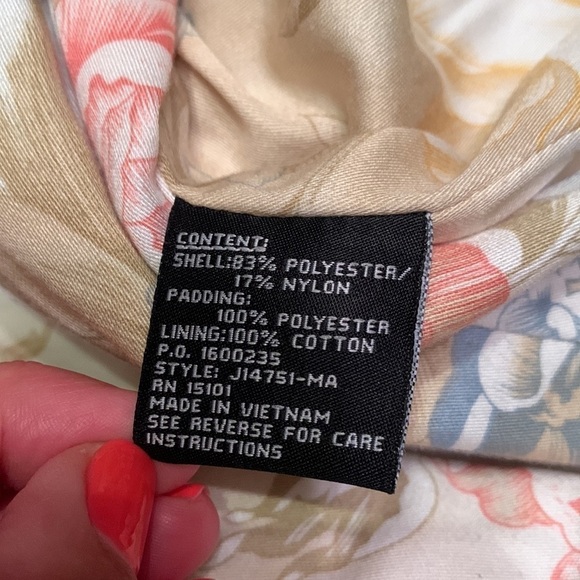 CONTENT:
SHELL:83% POLYESTER/
17% NYLON
PADDING:
100% POLYESTER
LINING:100% COTTON
P.O. 1600235
STYLE: J14751-MA
RN 15101
MADE IN VIETNAM
SEE REVERSE FOR CARE
INSTRUCTIONS